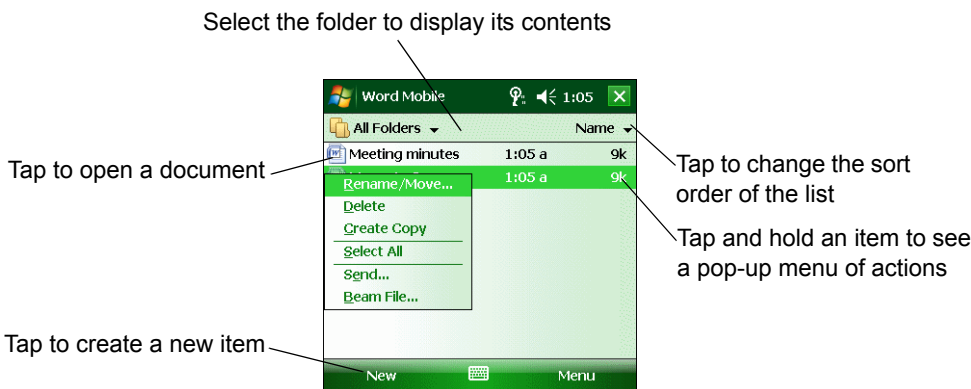 Select the folder to display its contents
Word Mobile 1:05
All Folders Name
Tap to open a document
Meeting minutes 1:05 a 9k
1:05 a 9k
Tap to change the sort
order of the list
Rename/Move...
Delete
Create Copy
Select All
Send...
Beam File...
Tap and hold an item to see
a pop-up menu of actions
Tap to create a new item
New Menu